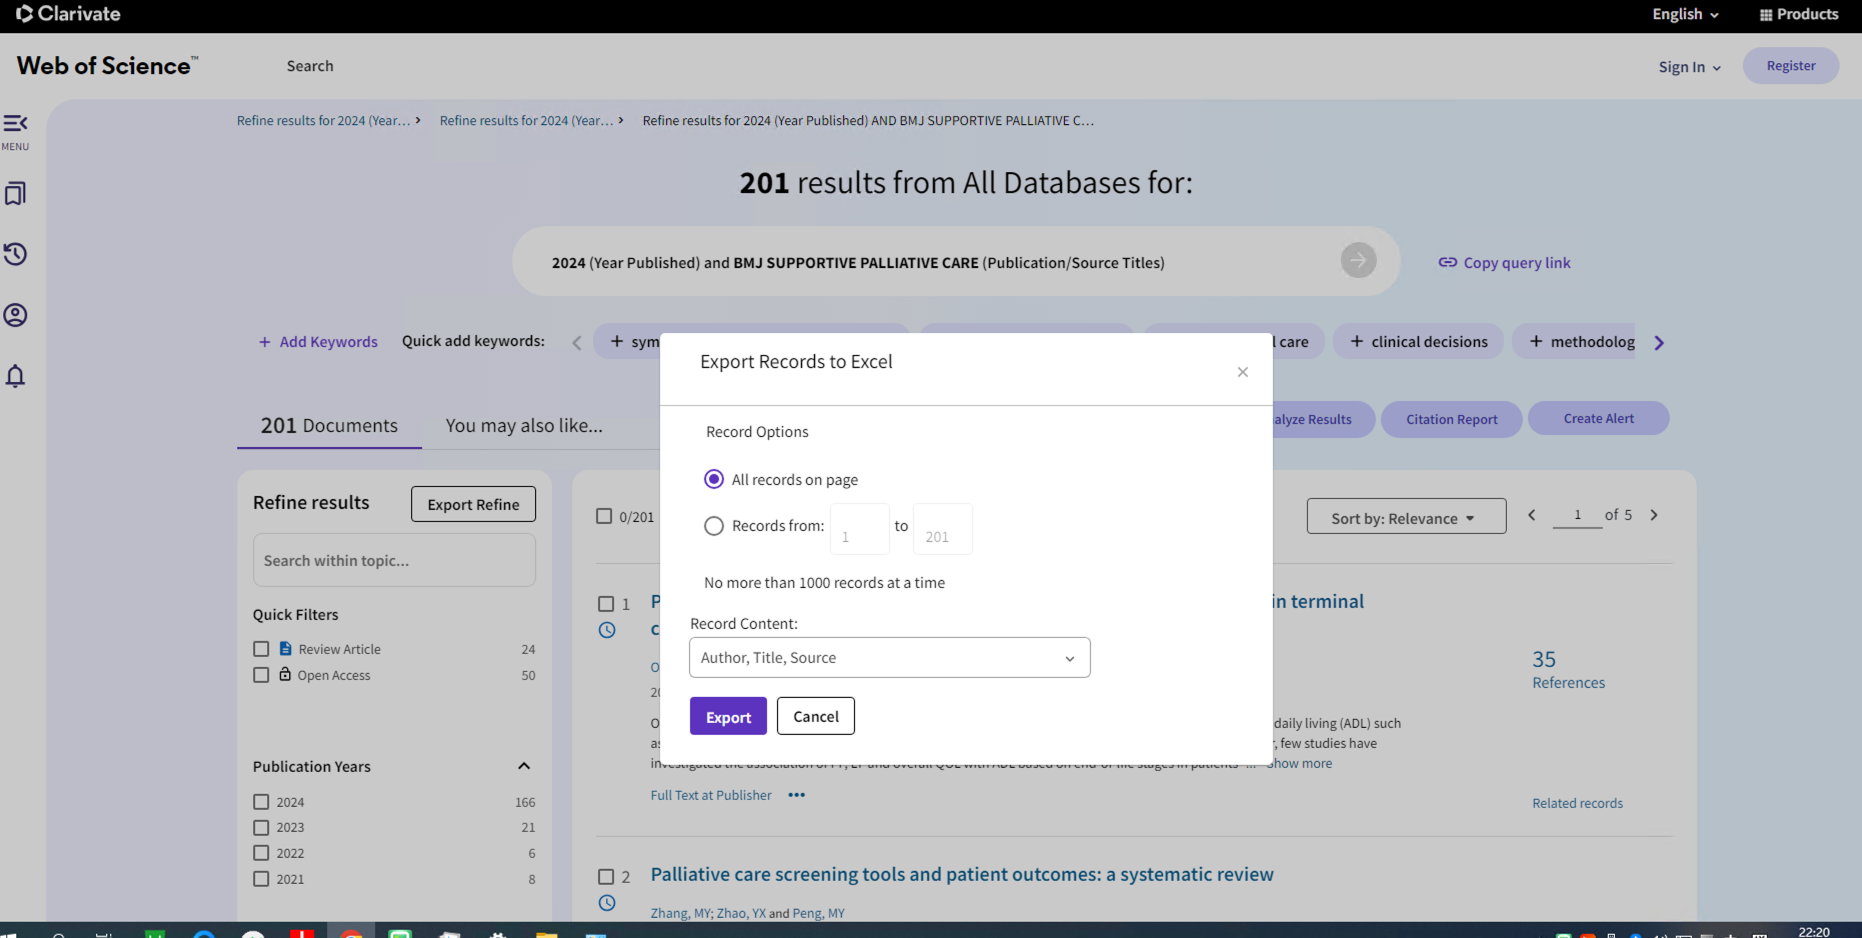 Clarivate
English
Products
Web of Science™
Search
Sign In
Register
MENU
Refine results for 2024 (Year... > Refine results for 2024 (Year... > Refine results for 2024 (Year Published) AND BMJ SUPPORTIVE PALLIATIVE C...
201 results from All Databases for:
2024 (Year Published) and BMJ SUPPORTIVE PALLIATIVE CARE (Publication/Source Titles)
Copy query link
+ Add Keywords
Quick add keywords:
+ sym
l care
+ clinical decisions
+ methodolog
Export Records to Excel
Record Options
All records on page
Records from: 1 to 201
No more than 1000 records at a time
Record Content:
Author, Title, Source
Export
Cancel
201 Documents
You may also like...
alyze Results
Citation Report
Create Alert
Refine results
Export Refine
Search within topic...
Quick Filters
Review Article 24
Open Access 50
Publication Years
2024 166
2023 21
2022 6
2021 8
0/201
Sort by: Relevance
1 of 5
1
P
in terminal
c
O
20
35
References
O
daily living (ADL) such
as
, few studies have
... Show more
Full Text at Publisher
Related records
2
Palliative care screening tools and patient outcomes: a systematic review
Zhang, MY; Zhao, YX and Peng, MY
22:20